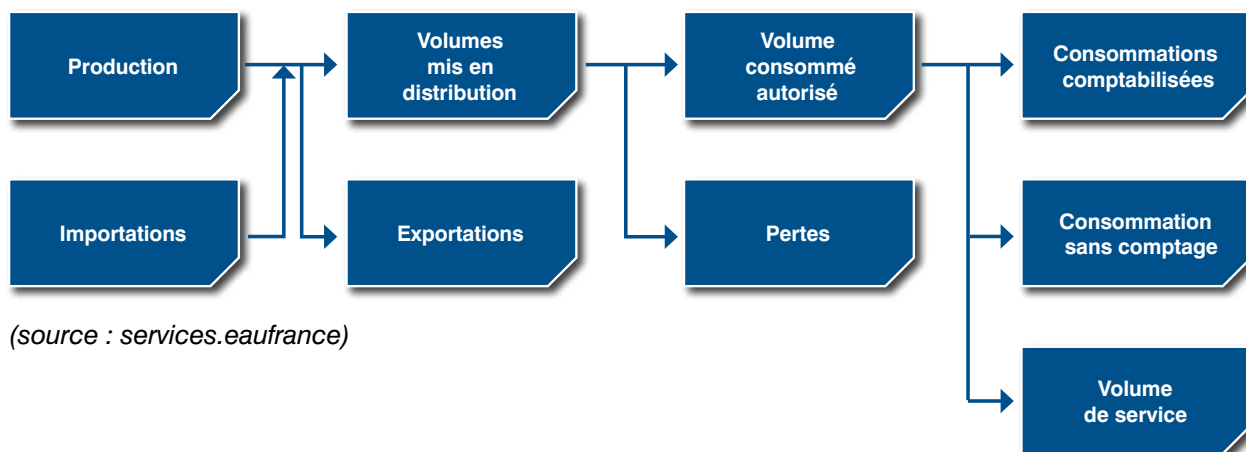 Production
Volumes
mis en
distribution
Volume
consommé
autorisé
Consommations
comptabilisées
Importations
Exportations
Pertes
Consommation
sans comptage
(source : services.eaufrance)
Volume
de service